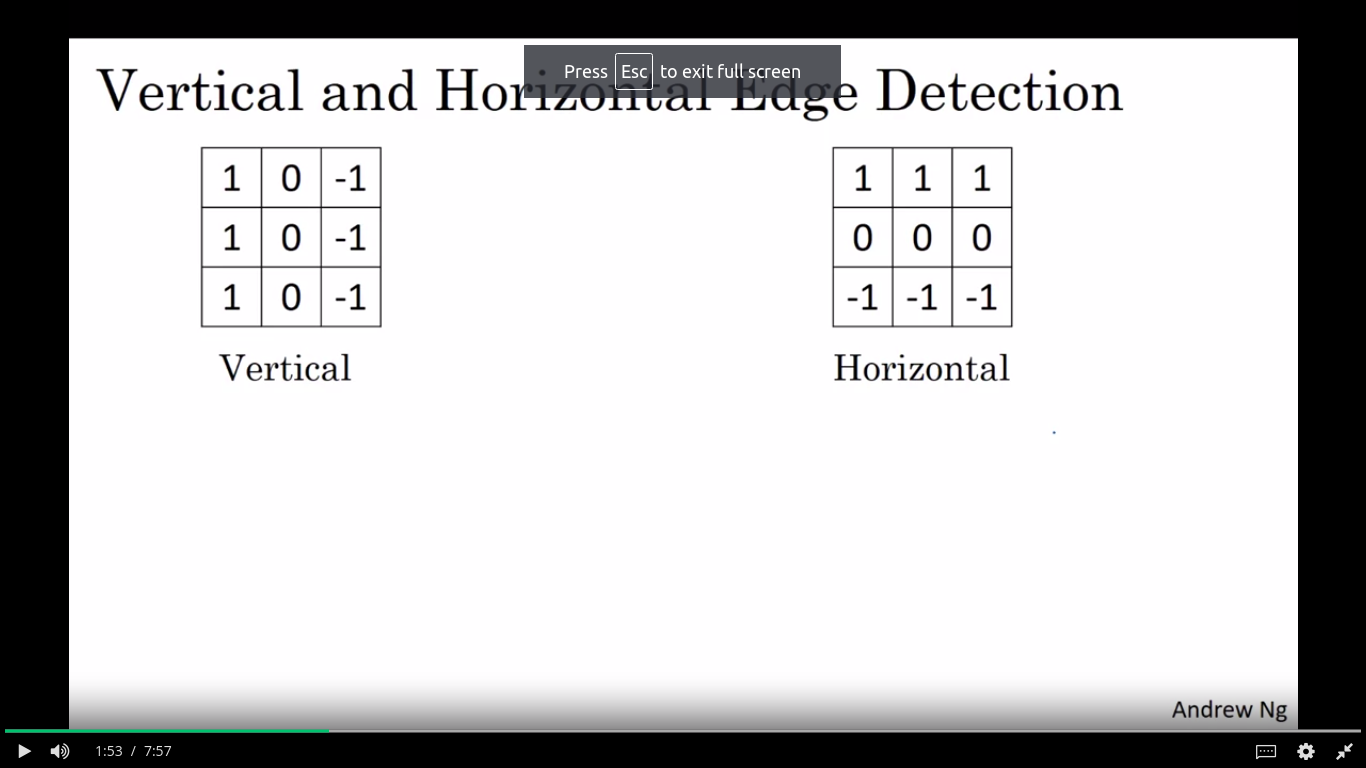 Press Esc to exit full screen
Vertical and Horizontal Edge Detection
1 0 -1
1 0 -1
1 0 -1
Vertical
1 1 1
0 0 0
-1 -1 -1
Horizontal
Andrew Ng
1:53 / 7:57